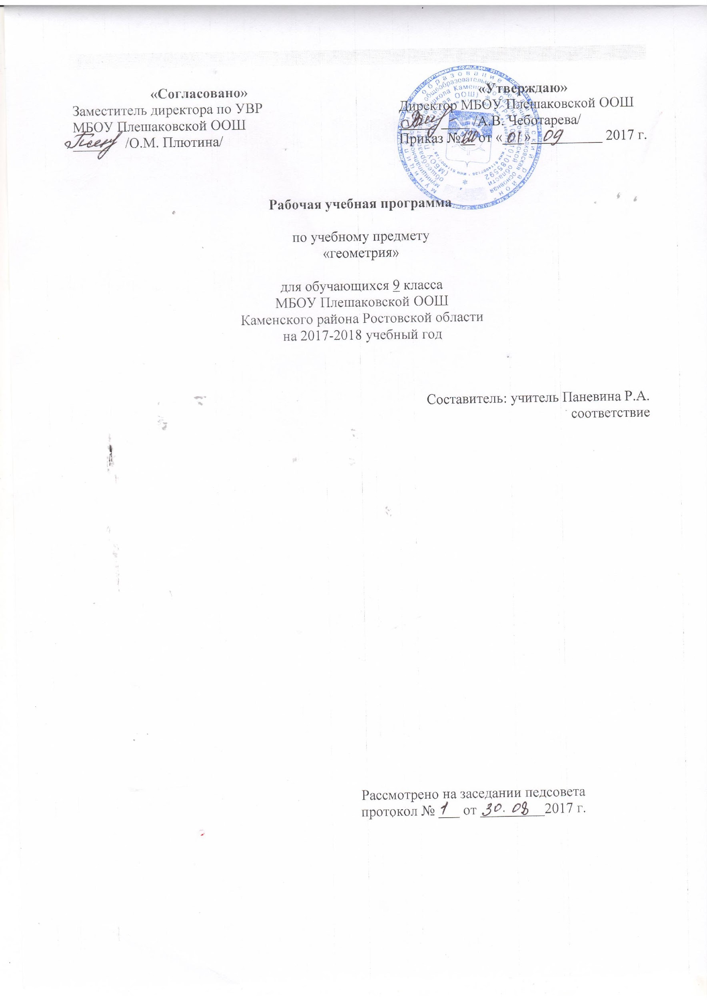 «Согласовано»
Заместитель директора по УВР
МБОУ Плешаковской ООШ
/О.М. Плютина/
«Утверждаю»
Директор МБОУ Плешаковской ООШ
/А.В. Чеботарева/
Приказ № от «01» 09 2017 г.
Рабочая учебная программа
по учебному предмету
«геометрия»
для обучающихся 9 класса
МБОУ Плешаковской ООШ
Каменского района Ростовской области
на 2017-2018 учебный год
Составитель: учитель Паневина Р.А.
соответствие
Рассмотрено на заседании педсовета
протокол № 1 от 30.08 2017 г.